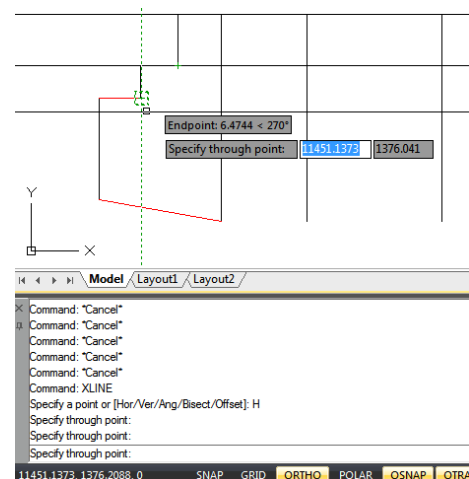 Endpoint: 6.4744 < 270°
Specify through point: 11451.1373 1376.041
Y
X
Model Layout1 Layout2
Command: *Cancel*
Command: *Cancel*
Command: *Cancel*
Command: *Cancel*
Command: *Cancel*
Command: XLINE
Specify a point or [Hor/Ver/Ang/Bisect/Offset]: H
Specify through point:
Specify through point:
Specify through point:
11451.1373, 1376.2088, 0 SNAP GRID ORTHO POLAR OSNAP OTRA